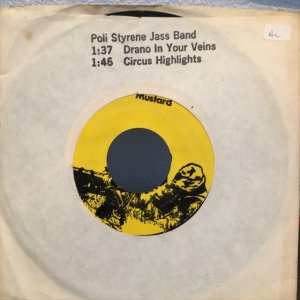 Poli Styrene Jass Band
1:37 Drano In Your Veins
1:46 Circus Highlights
Mustard